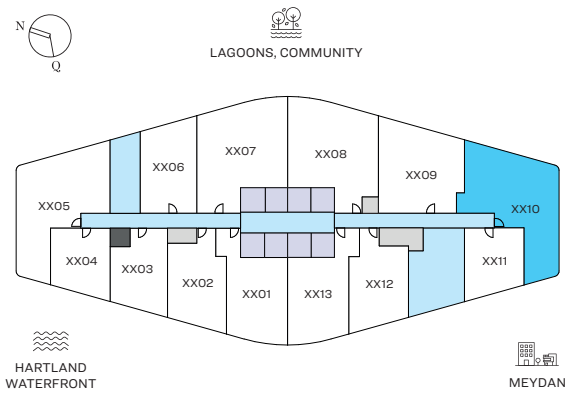 N
Q
LAGOONS, COMMUNITY
XX07
XX08
XX06
XX09
XX05
XX10
XX04
XX03
XX02
XX01
XX13
XX12
XX11
HARTLAND
WATERFRONT
MEYDAN